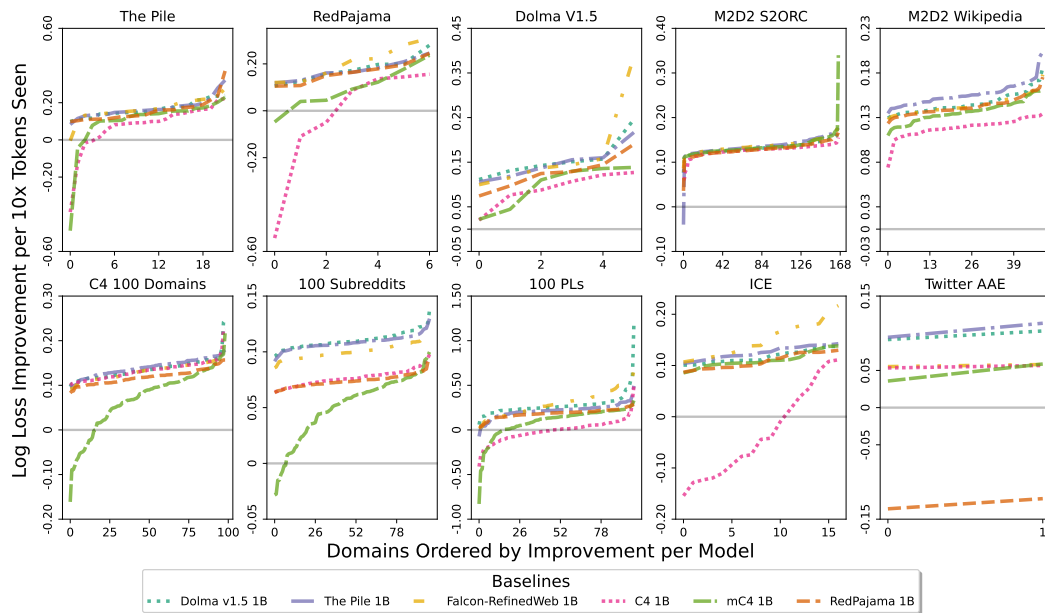 The Pile
RedPajama
Dolma V1.5
M2D2 S2ORC
M2D2 Wikipedia
Log Loss Improvement per 10x Tokens Seen
0.60
0.20
0
-0.20
-0.60
0 6 12 18
0.20
0
-0.20
-0.60
0 2 4 6
0.45
0.35
0.25
0.15
0.05
-0.05
0 2 4
0.40
0.20
0.10
0
-0.10
0 42 84 126 168
0.23
0.18
0.13
0.08
0.03
0
0.03
0 13 26 39
C4 100 Domains
100 Subreddits
100 PLs
ICE
Twitter AAE
0.30
0.20
0.10
0
-0.10
-0.20
0 25 50 75 100
0.15
0.10
0.05
0
-0.05
0 26 52 78
1.50
1.00
0.50
0
-0.50
-1.00
0 26 52 78
0.20
0.10
0
-0.10
-0.20
0 5 10 15
0.15
0.05
0
-0.05
-0.15
0 1
Domains Ordered by Improvement per Model
Baselines
Dolma v1.5 1B The Pile 1B Falcon-RefinedWeb 1B C4 1B mC4 1B RedPajama 1B